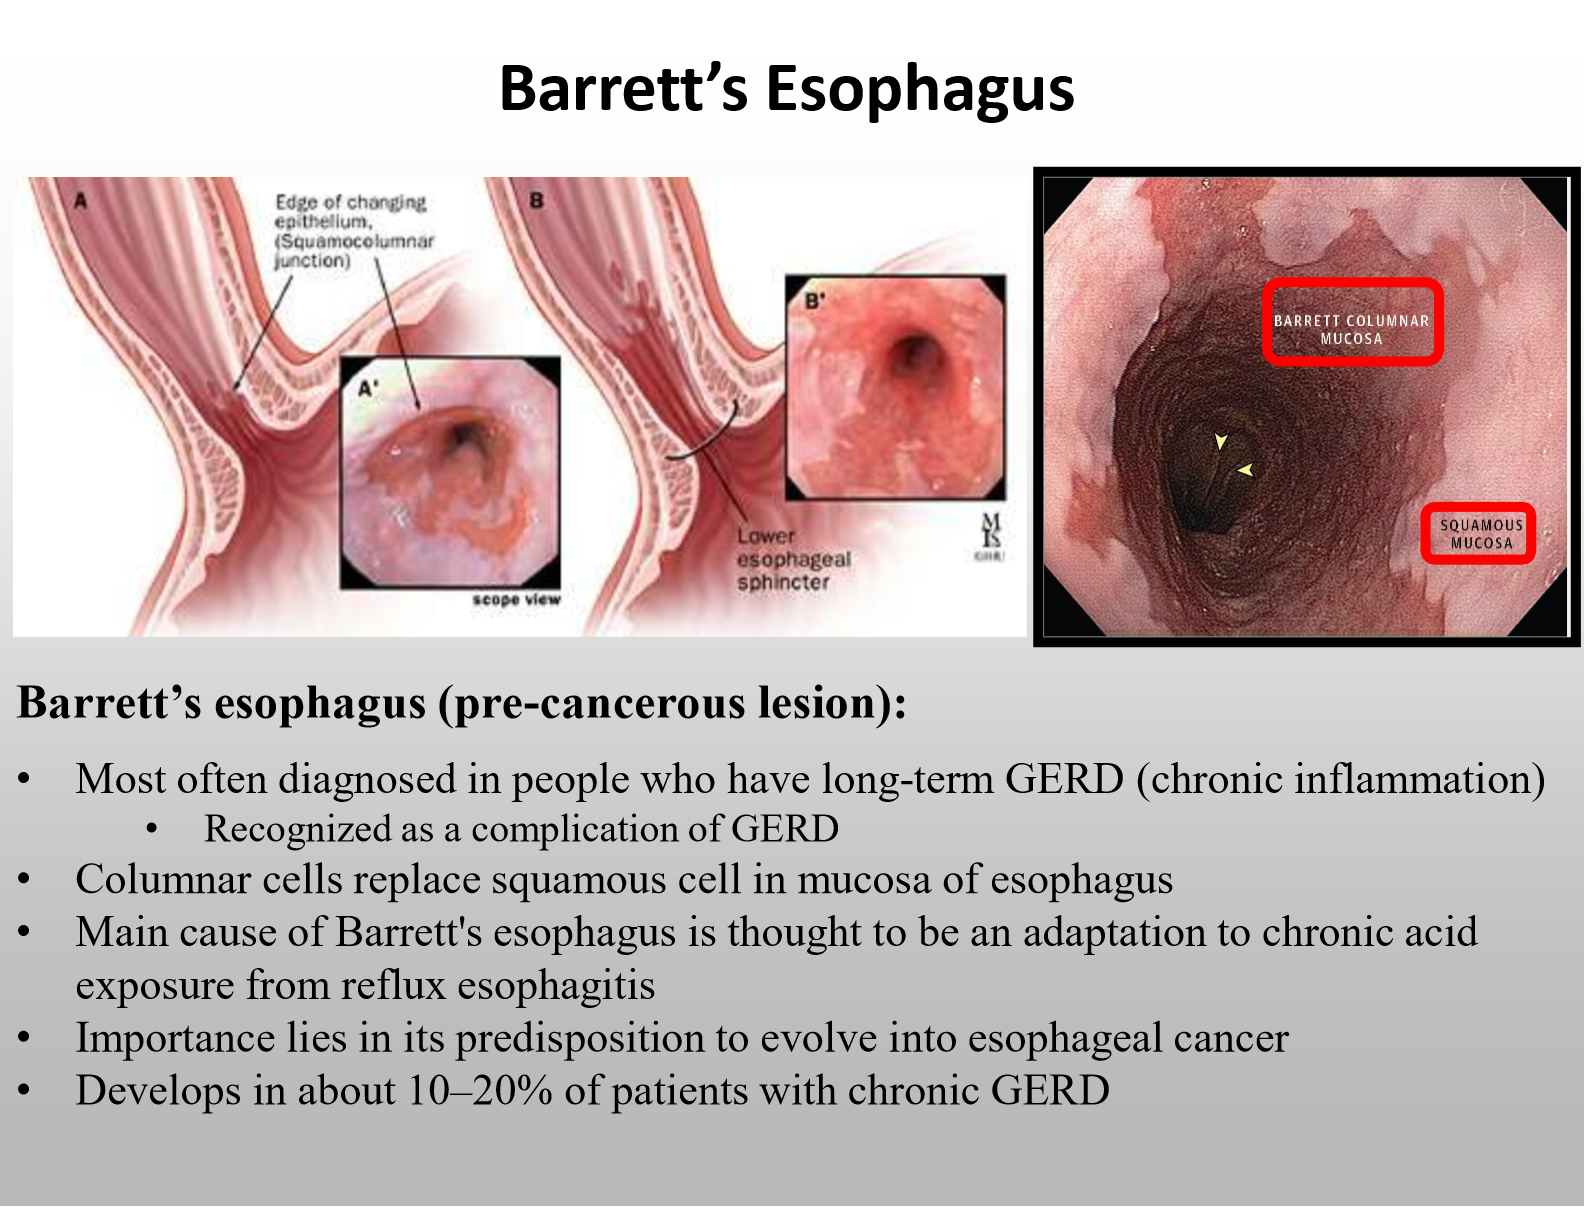 Barrett’s Esophagus
A
Edge of changing
epithelium,
(Squamocolumnar
junction)
A'
scope view
B
B'
Lower
esophageal
sphincter
BARRETT COLUMNAR
MUCOSA
SQUAMOUS
MUCOSA
Barrett’s esophagus (pre-cancerous lesion):
• Most often diagnosed in people who have long-term GERD (chronic inflammation)
• Recognized as a complication of GERD
• Columnar cells replace squamous cell in mucosa of esophagus
• Main cause of Barrett's esophagus is thought to be an adaptation to chronic acid
exposure from reflux esophagitis
• Importance lies in its predisposition to evolve into esophageal cancer
• Develops in about 10–20% of patients with chronic GERD